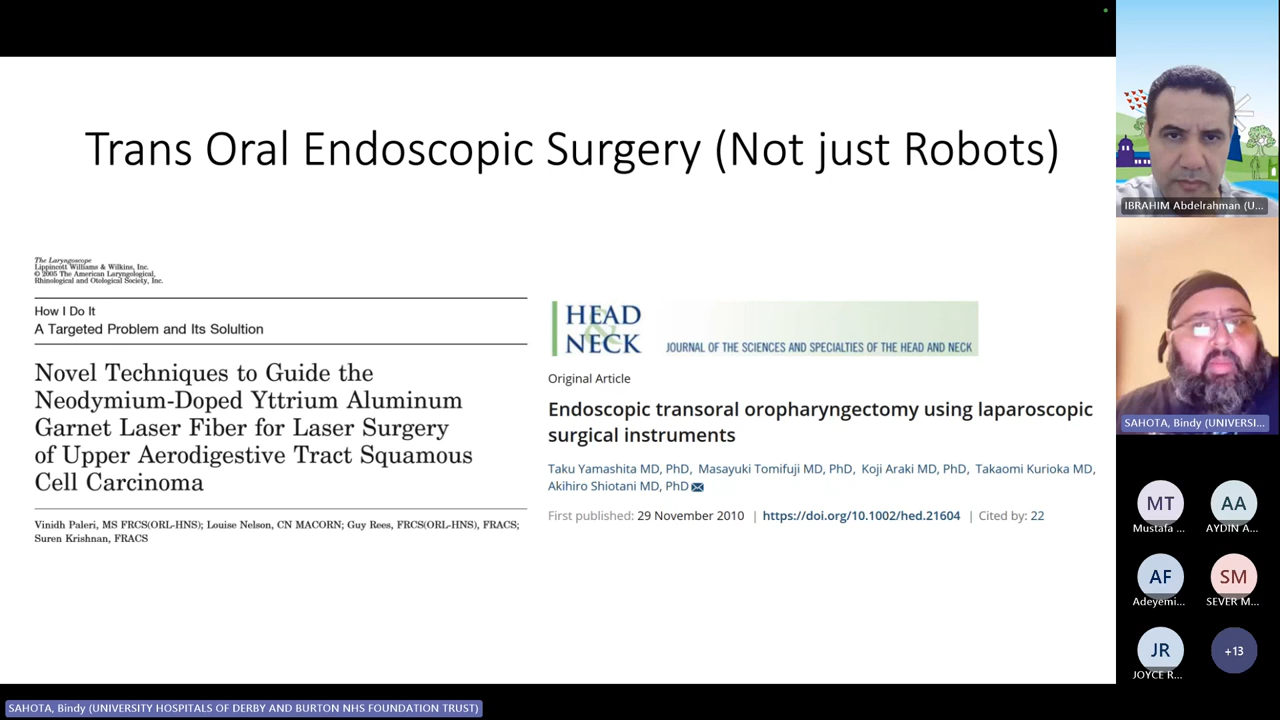 Trans Oral Endoscopic Surgery (Not just Robots)
The Laryngoscope
Lippincott Williams & Wilkins, Inc.
© 2005 The American Laryngological,
Rhinological and Otological Society, Inc.
How I Do It
A Targeted Problem and Its Solultion
Novel Techniques to Guide the
Neodymium-Doped Yttrium Aluminum
Garnet Laser Fiber for Laser Surgery
of Upper Aerodigestive Tract Squamous
Cell Carcinoma
Vinidh Paleri, MS FRCS(ORL-HNS); Louise Nelson, CN MACORN; Guy Rees, FRCS(ORL-HNS), FRACS;
Suren Krishnan, FRACS
HEAD
&
NECK
JOURNAL OF THE SCIENCES AND SPECIALTIES OF THE HEAD AND NECK
Original Article
Endoscopic transoral oropharyngectomy using laparoscopic
surgical instruments
Taku Yamashita MD, PhD, Masayuki Tomifuji MD, PhD, Koji Araki MD, PhD, Takaomi Kurioka MD,
Akihiro Shiotani MD, PhD
First published: 29 November 2010 | https://doi.org/10.1002/hed.21604 | Cited by: 22
IBRAHIM Abdelrahman (U...
SAHOTA, Bindy (UNIVERSI...
MT
Mustafa ...
AA
AYDIN A...
AF
Adeyemi...
SM
SEVER M...
JR
JOYCE R...
+13
SAHOTA, Bindy (UNIVERSITY HOSPITALS OF DERBY AND BURTON NHS FOUNDATION TRUST)